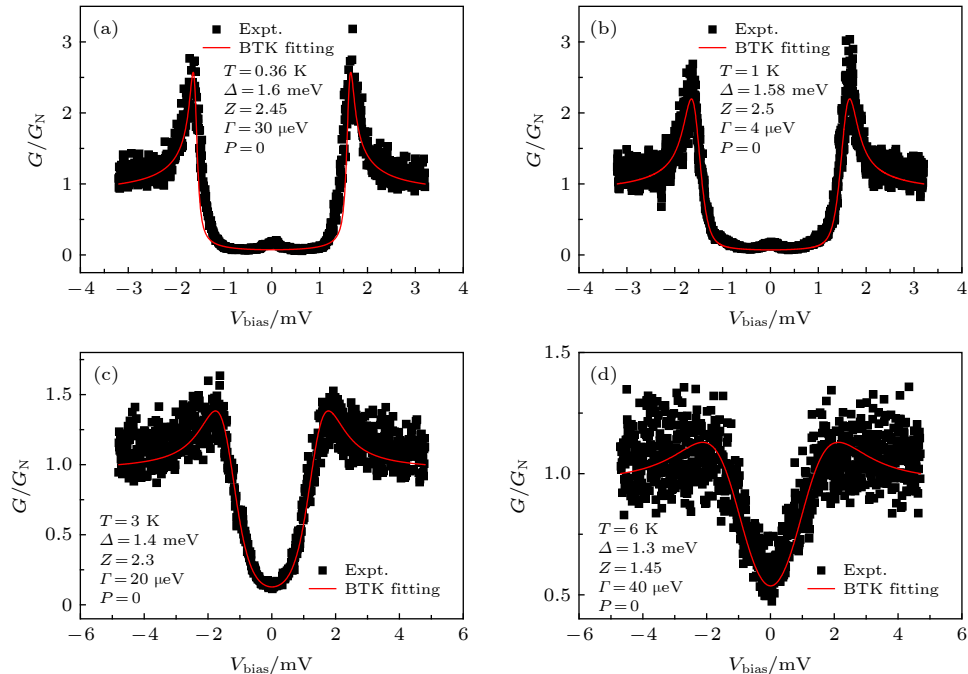 (a)
Expt.
BTK fitting
T=0.36 K
Δ=1.6 meV
Z=2.45
Γ=30 μeV
P=0
3
2
1
0
G/G_N
−4 −3 −2 −1 0 1 2 3 4
V_bias/mV
(b)
Expt.
BTK fitting
T=1 K
Δ=1.58 meV
Z=2.5
Γ=4 μeV
P=0
3
2
1
0
G/G_N
−4 −3 −2 −1 0 1 2 3 4
V_bias/mV
(c)
1.5
1.0
0.5
0
G/G_N
T=3 K
Δ=1.4 meV
Z=2.3
Γ=20 μeV
P=0
Expt.
BTK fitting
−6 −4 −2 0 2 4 6
V_bias/mV
(d)
1.5
1.0
0.5
G/G_N
T=6 K
Δ=1.3 meV
Z=1.45
Γ=40 μeV
P=0
Expt.
BTK fitting
−6 −4 −2 0 2 4 6
V_bias/mV